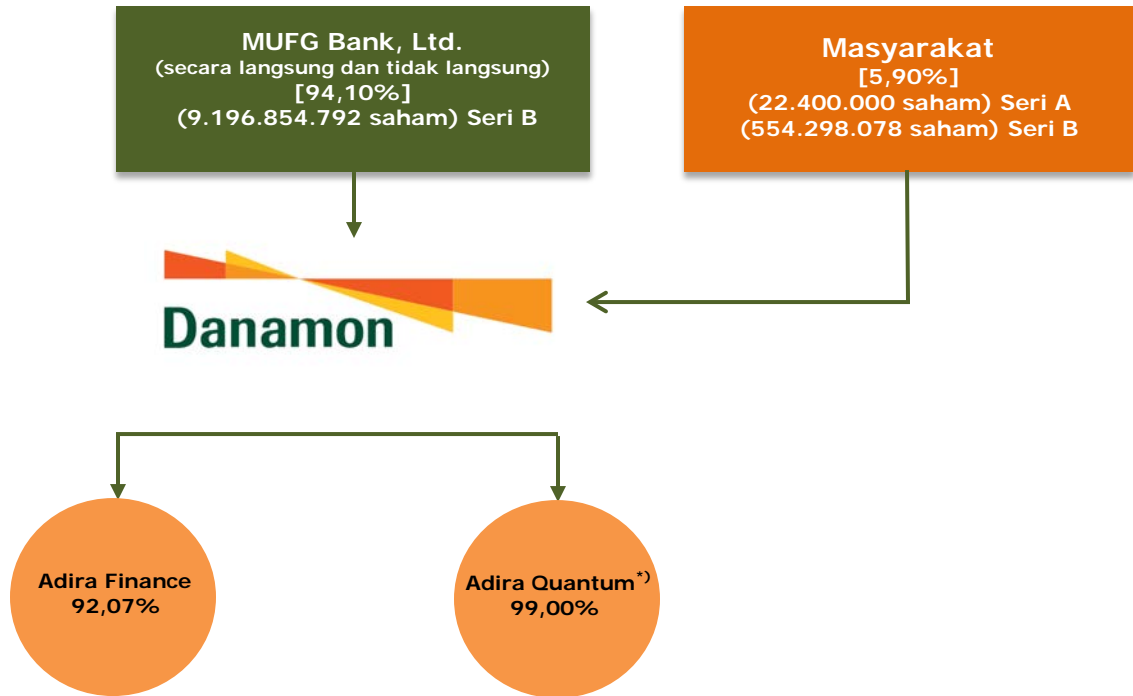 MUFG Bank, Ltd.
(secara langsung dan tidak langsung)
[94,10%]
(9.196.854.792 saham) Seri B
Masyarakat
[5,90%]
(22.400.000 saham) Seri A
(554.298.078 saham) Seri B
Danamon
Adira Finance
92,07%
Adira Quantum*)
99,00%